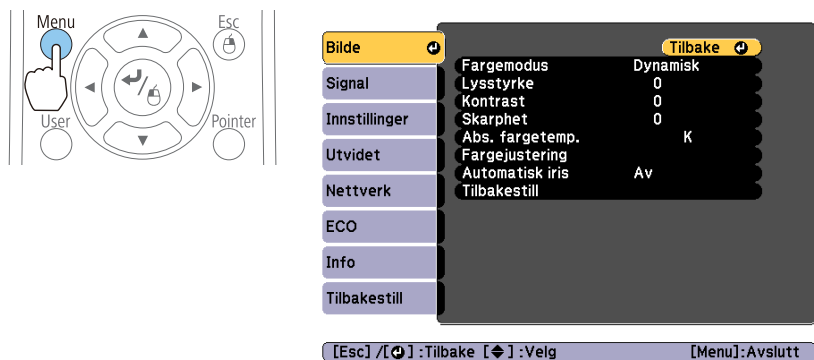 Menu
Esc
User
Pointer
Bilde
Signal
Innstillinger
Utvidet
Nettverk
ECO
Info
Tilbakestill
Tilbake
Fargemodus Dynamisk
Lysstyrke 0
Kontrast 0
Skarphet 0
Abs. fargetemp. K
Fargejustering
Automatisk iris Av
Tilbakestill
[Esc] /[⏎] :Tilbake [◆] :Velg [Menu]:Avslutt